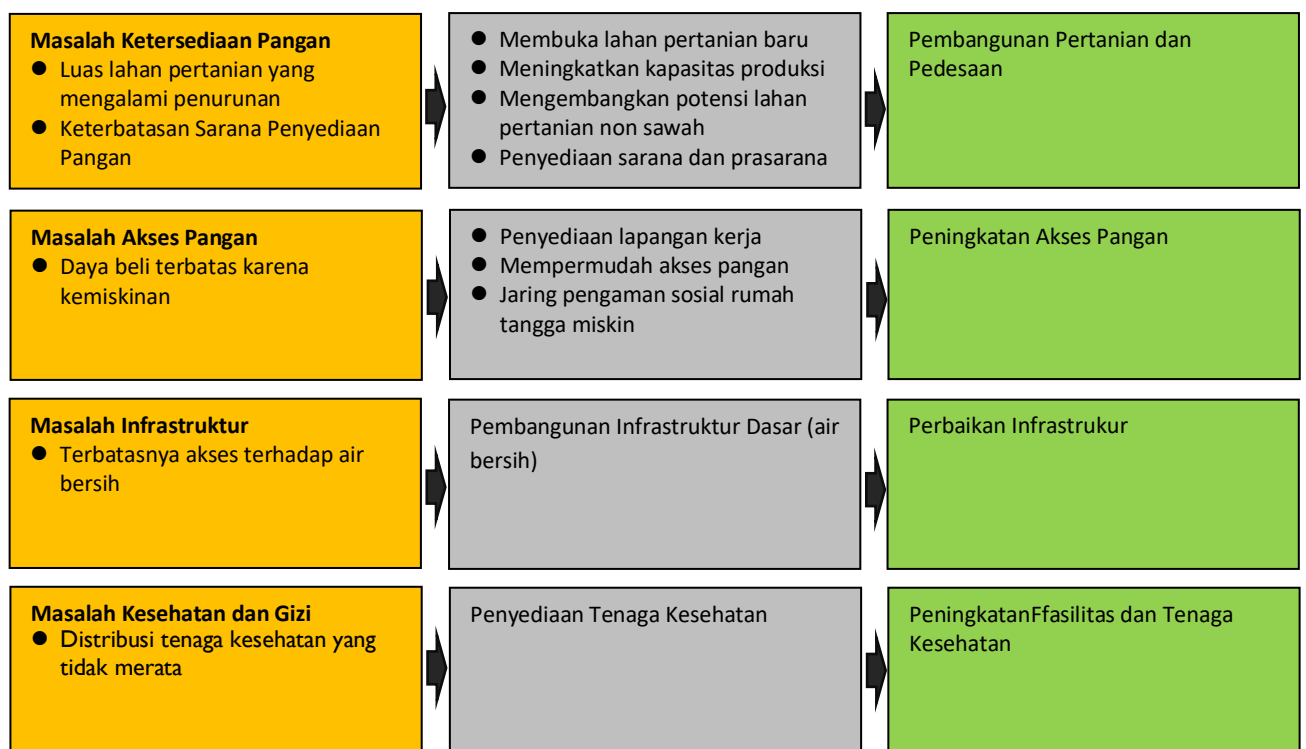 Masalah Ketersediaan Pangan
● Luas lahan pertanian yang
mengalami penurunan
● Keterbatasan Sarana Penyediaan
Pangan
● Membuka lahan pertanian baru
● Meningkatkan kapasitas produksi
● Mengembangkan potensi lahan
pertanian non sawah
● Penyediaan sarana dan prasarana
Pembangunan Pertanian dan
Pedesaan
Masalah Akses Pangan
● Daya beli terbatas karena
kemiskinan
● Penyediaan lapangan kerja
● Mempermudah akses pangan
● Jaring pengaman sosial rumah
tangga miskin
Peningkatan Akses Pangan
Masalah Infrastruktur
● Terbatasnya akses terhadap air
bersih
Pembangunan Infrastruktur Dasar (air
bersih)
Perbaikan Infrastrukur
Masalah Kesehatan dan Gizi
● Distribusi tenaga kesehatan yang
tidak merata
Penyediaan Tenaga Kesehatan
PeningkatanFfasilitas dan Tenaga
Kesehatan